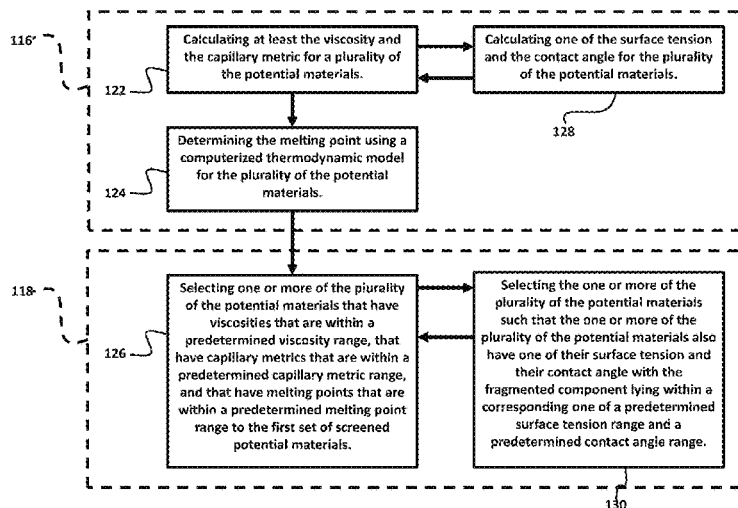 116'
Calculating at least the viscosity and
the capillary metric for a plurality of
the potential materials.
122
Calculating one of the surface tension
and the contact angle for the plurality
of the potential materials.
128
Determining the melting point using a
computerized thermodynamic model
for the plurality of the potential
materials.
124
118'
Selecting one or more of the plurality
of the potential materials that have
viscosities that are within a
predetermined viscosity range, that
have capillary metrics that are within a
predetermined capillary metric range,
and that have melting points that are
within a predetermined melting point
range to the first set of screened
potential materials.
126
Selecting the one or more of the
plurality of the potential materials
such that the one or more of the
plurality of the potential materials also
have one of their surface tension and
their contact angle with the
fragmented component lying within a
corresponding one of a predetermined
surface tension range and a
predetermined contact angle range.
130